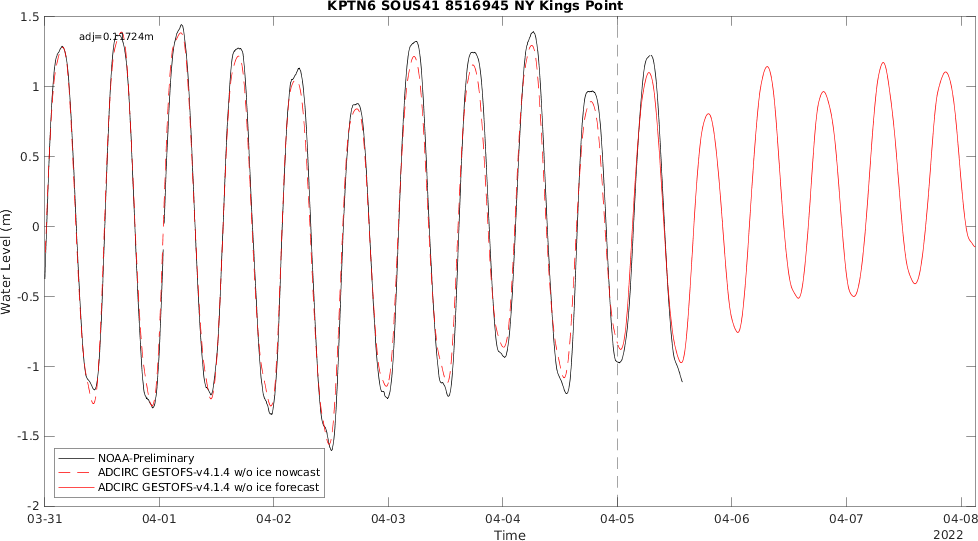 KPTN6 SOUS41 8516945 NY Kings Point
adj=0.11724m
1.5
1
0.5
0
-0.5
-1
-1.5
-2
Water Level (m)
NOAA-Preliminary
ADCIRC GESTOFS-v4.1.4 w/o ice nowcast
ADCIRC GESTOFS-v4.1.4 w/o ice forecast
03-31 04-01 04-02 04-03 04-04 04-05 04-06 04-07 04-08
Time
2022